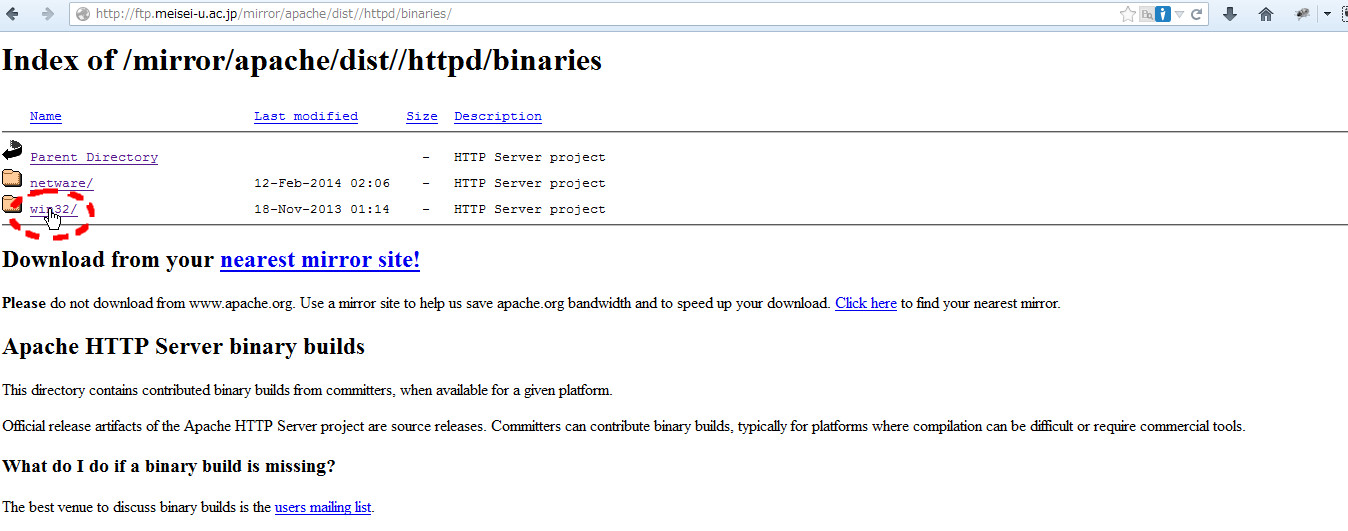 http://ftp.meisei-u.ac.jp/mirror/apache/dist//httpd/binaries/
Index of /mirror/apache/dist//httpd/binaries
Name Last modified Size Description
Parent Directory - HTTP Server project
netware/ 12-Feb-2014 02:06 - HTTP Server project
win32/ 18-Nov-2013 01:14 - HTTP Server project
Download from your nearest mirror site!
Please do not download from www.apache.org. Use a mirror site to help us save apache.org bandwidth and to speed up your download. Click here to find your nearest mirror.
Apache HTTP Server binary builds
This directory contains contributed binary builds from committers, when available for a given platform.
Official release artifacts of the Apache HTTP Server project are source releases. Committers can contribute binary builds, typically for platforms where compilation can be difficult or require commercial tools.
What do I do if a binary build is missing?
The best venue to discuss binary builds is the users mailing list.